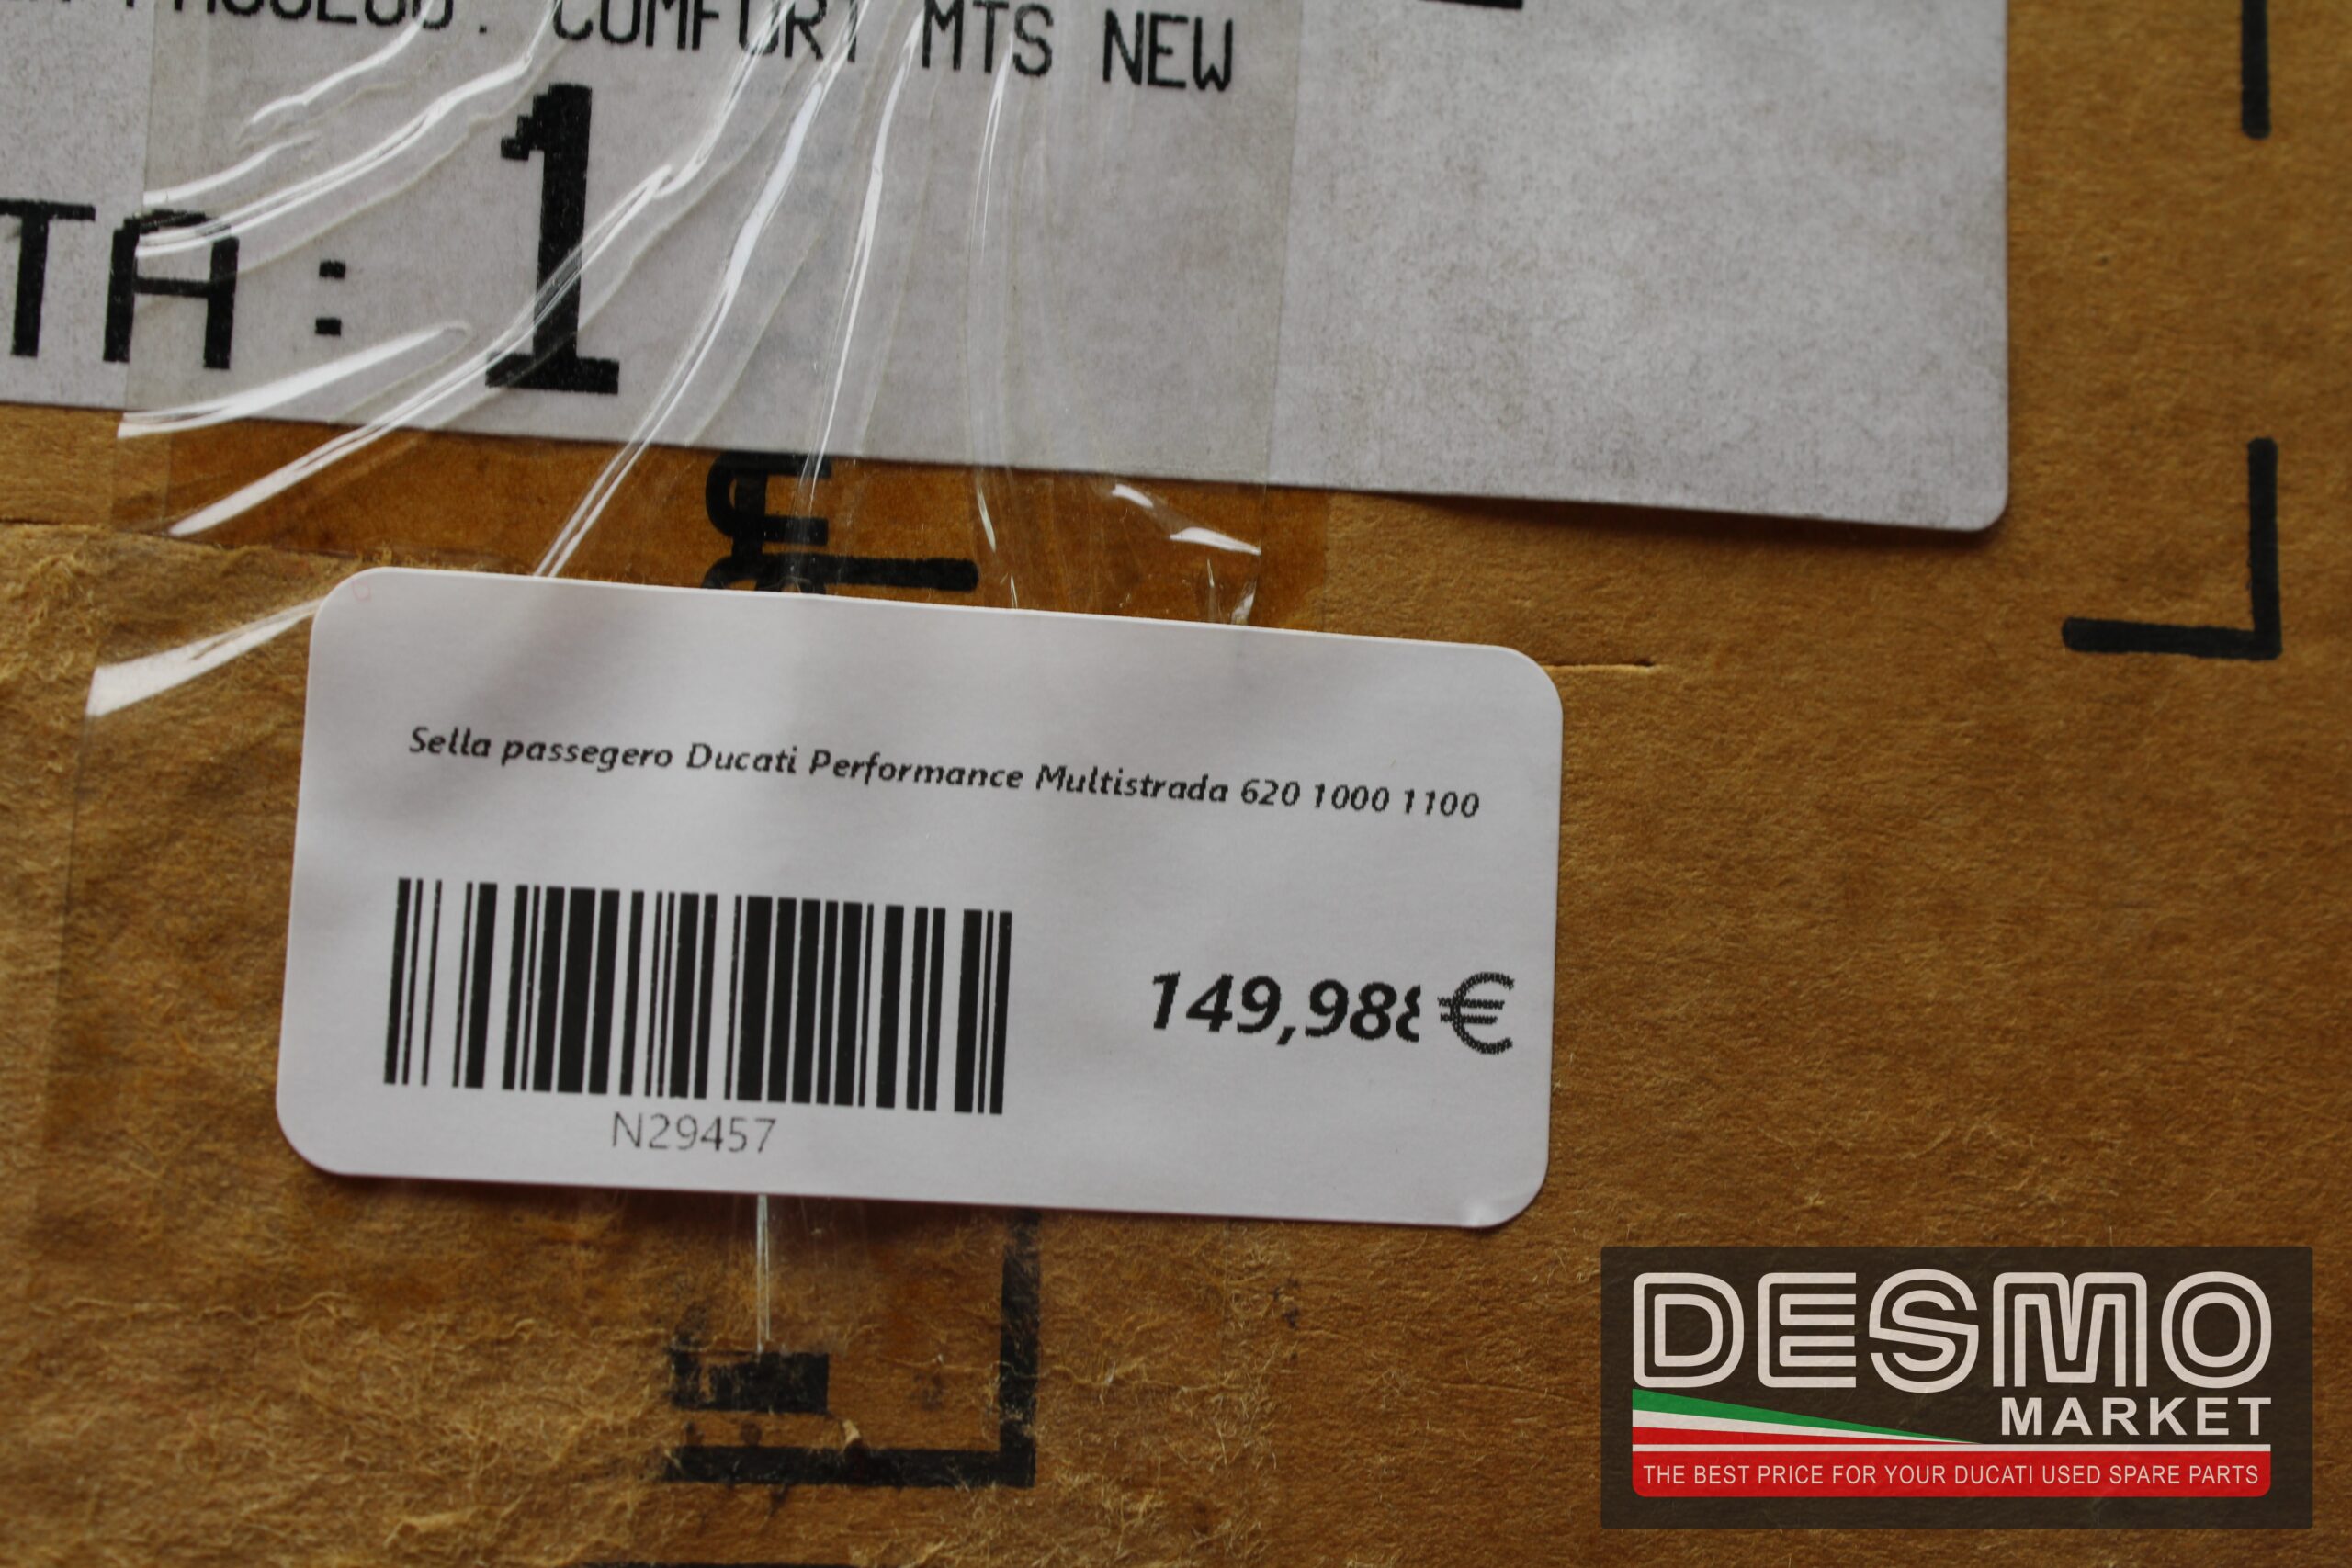 COMFORT MTS NEW
TA: 1
Sella passegero Ducati Performance Multistrada 620 1000 1100
149,988€
N29457
DESMO
MARKET
THE BEST PRICE FOR YOUR DUCATI USED SPARE PARTS